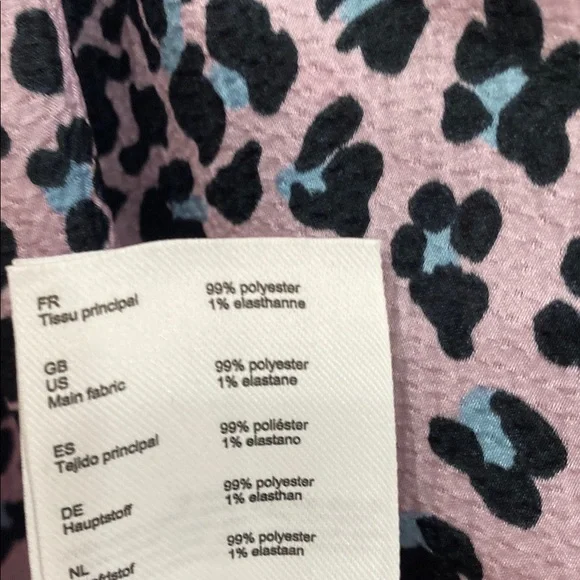 FR 99% polyester
Tissu principal 1% elasthanne
GB
US 99% polyester
Main fabric 1% elastane
ES 99% poliéster
Tejido principal 1% elastano
DE 99% polyester
Hauptstoff 1% elasthan
NL 99% polyester
1% elastaan